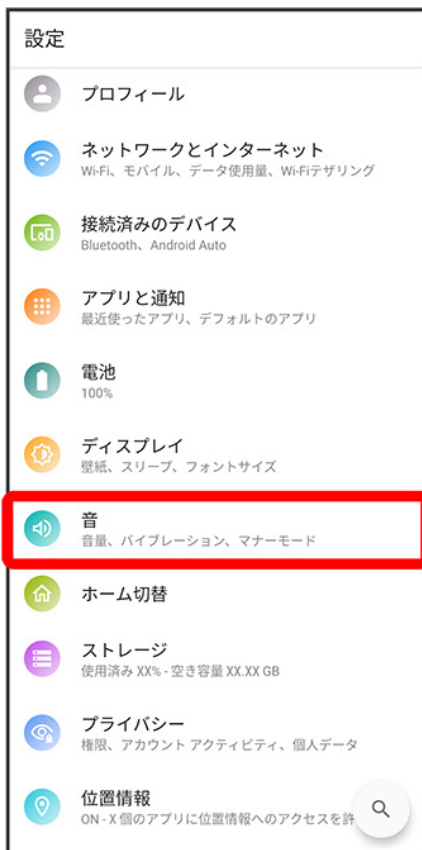 設定
プロフィール
ネットワークとインターネット
Wi-Fi、モバイル、データ使用量、Wi-Fiテザリング
接続済みのデバイス
Bluetooth、Android Auto
アプリと通知
最近使ったアプリ、デフォルトのアプリ
電池
100%
ディスプレイ
壁紙、スリープ、フォントサイズ
音
音量、バイブレーション、マナーモード
ホーム切替
ストレージ
使用済み XX% - 空き容量 XX.XX GB
プライバシー
権限、アカウント アクティビティ、個人データ
位置情報
ON - X 個のアプリに位置情報へのアクセスを許